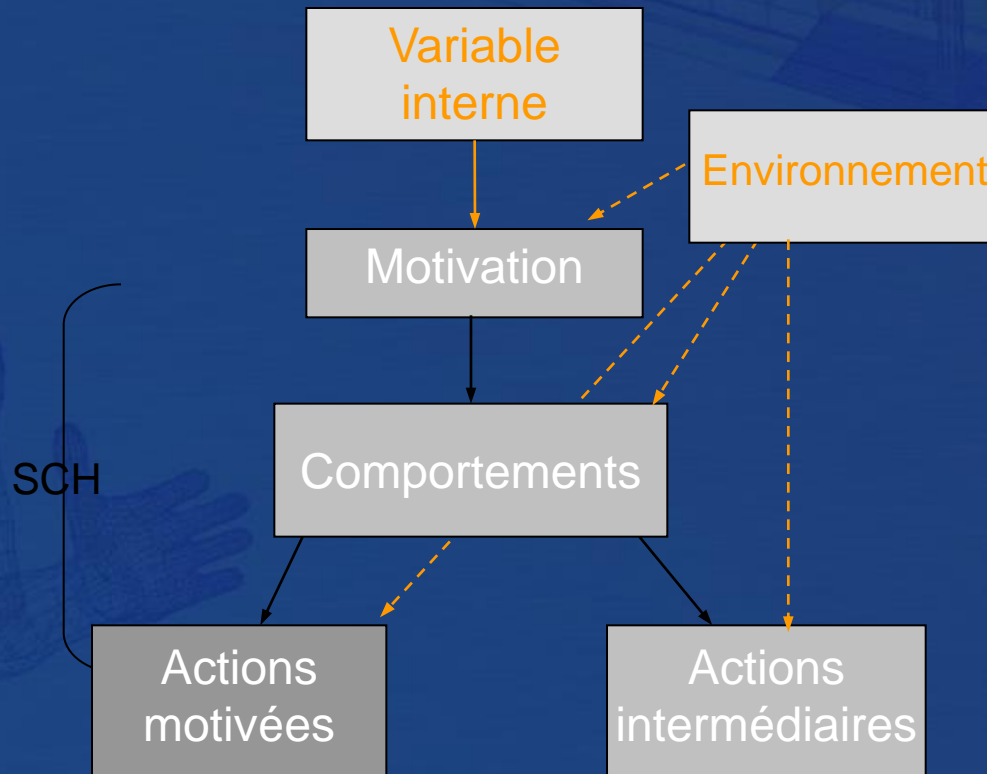 Variable
interne
Environnement
Motivation
Comportements
SCH
Actions
motivées
Actions
intermédiaires